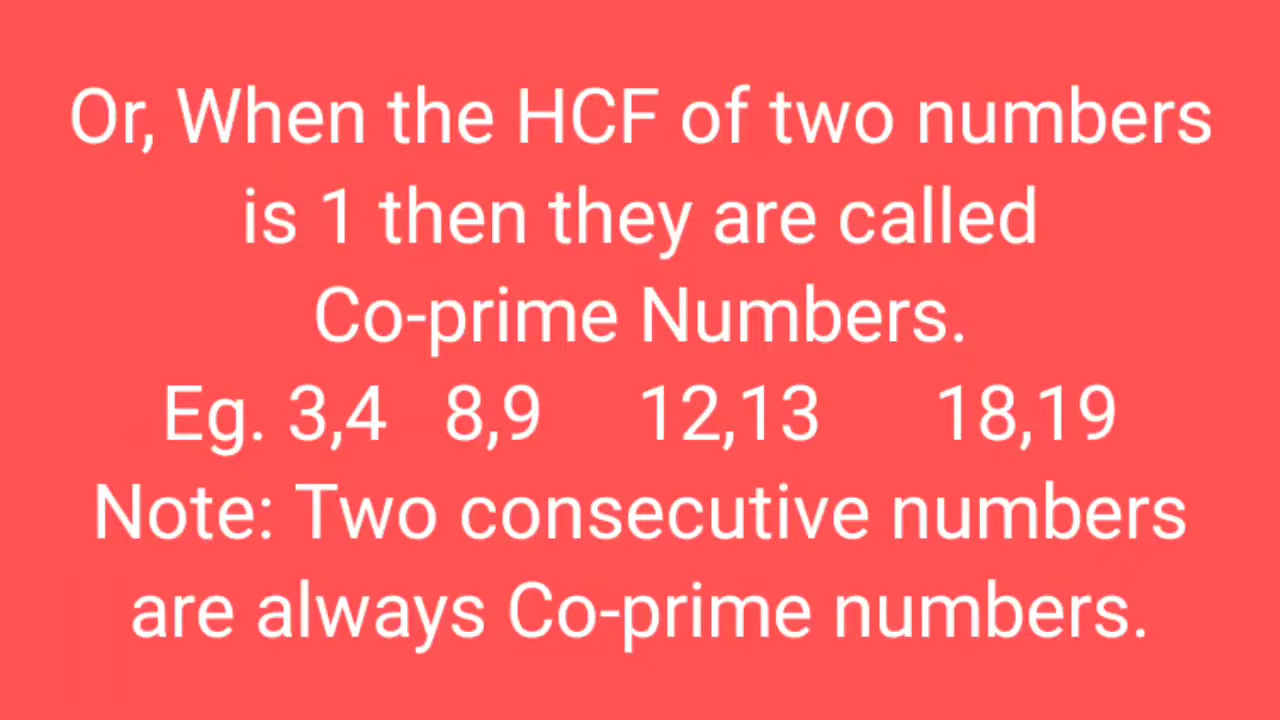 Or, When the HCF of two numbers
is 1 then they are called
Co-prime Numbers.
Eg. 3,4 8,9 12,13 18,19
Note: Two consecutive numbers
are always Co-prime numbers.